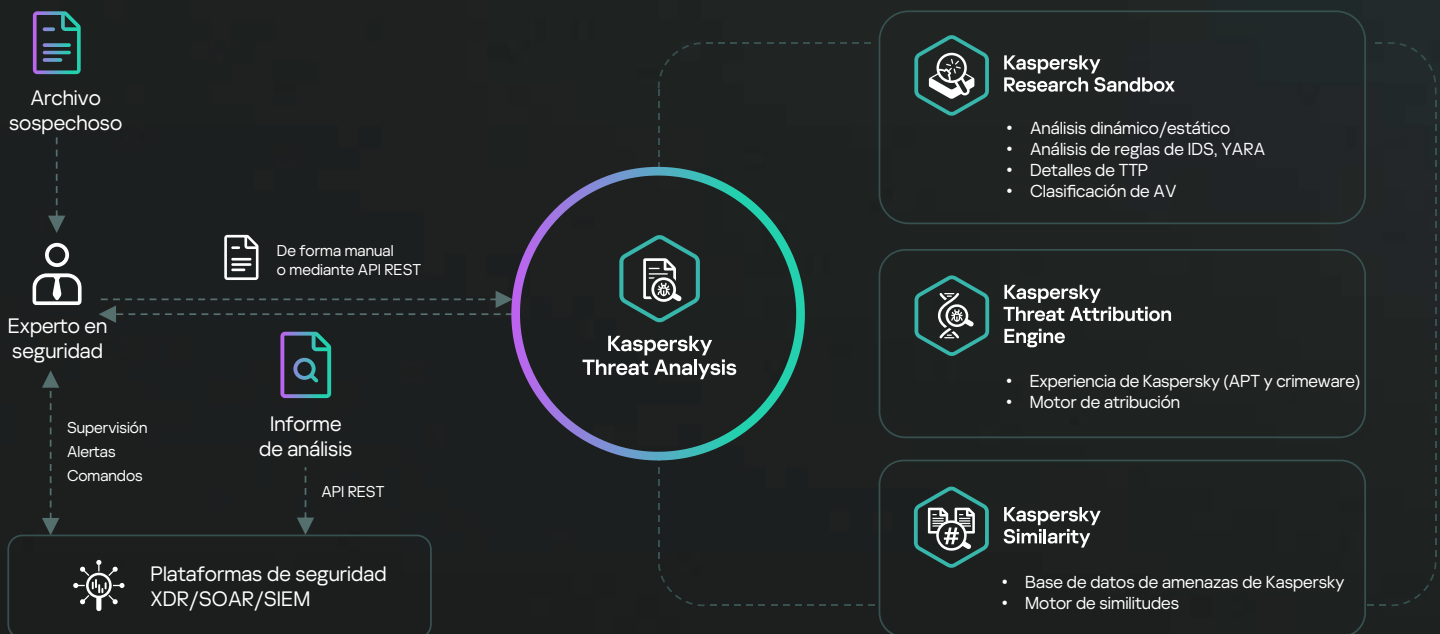 Archivo
sospechoso
Experto en
seguridad
De forma manual
o mediante API REST
Informe
de análisis
API REST
Supervisión
Alertas
Comandos
Plataformas de seguridad
XDR/SOAR/SIEM
Kaspersky
Threat Analysis
Kaspersky
Research Sandbox
• Análisis dinámico/estático
• Análisis de reglas de IDS, YARA
• Detalles de TTP
• Clasificación de AV
Kaspersky
Threat Attribution
Engine
• Experiencia de Kaspersky (APT y crimeware)
• Motor de atribución
#
Kaspersky
Similarity
• Base de datos de amenazas de Kaspersky
• Motor de similitudes